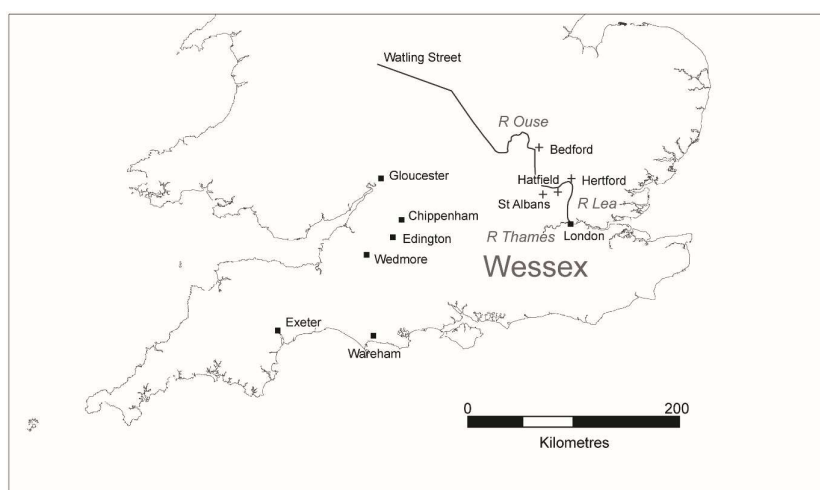 Watling Street
R Ouse
Bedford
Gloucester
Hatfield
Hertford
St Albans
R Lea
Chippenham
Edington
R Thames
London
Wedmore
Wessex
Exeter
Wareham
0
200
Kilometres